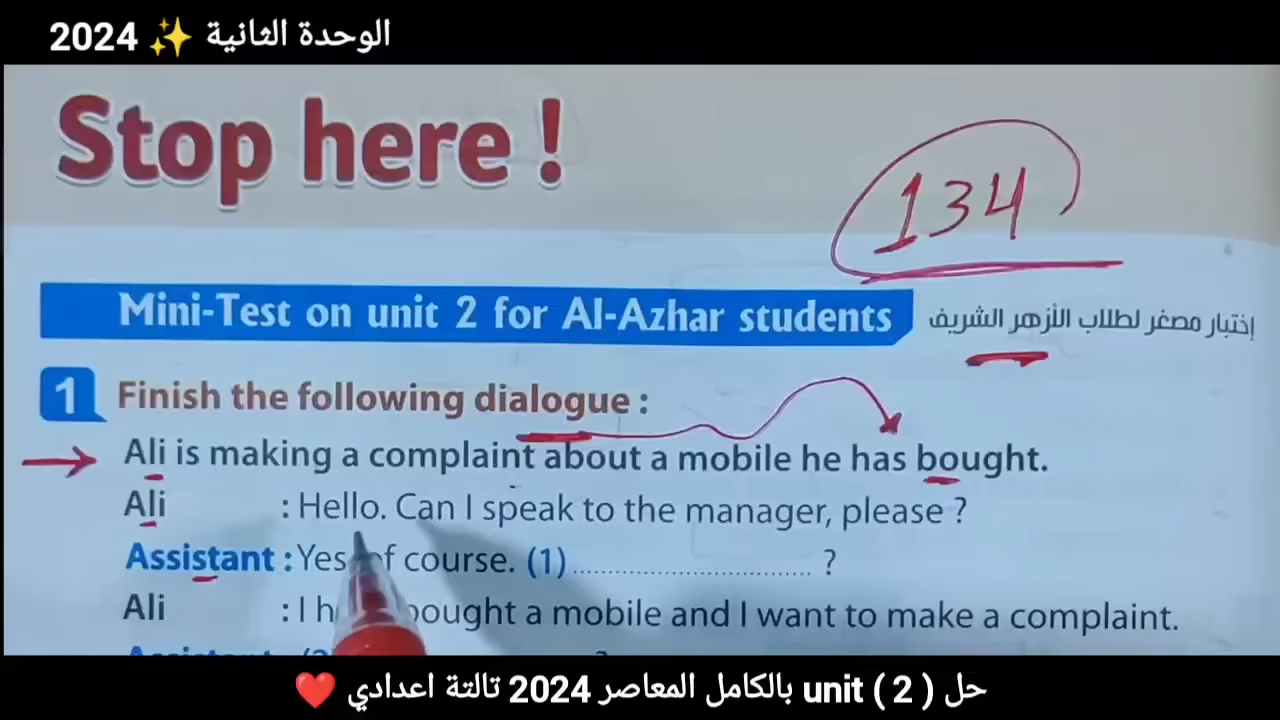 الوحدة الثانية ✨ 2024
Stop here !
134
Mini-Test on unit 2 for Al-Azhar students
إختبار مصغر لطلاب الأزهر الشريف
1 Finish the following dialogue :
Ali is making a complaint about a mobile he has bought.
Ali : Hello. Can I speak to the manager, please ?
Assistant : Yes, of course. (1) .................................. ?
Ali : I bought a mobile and I want to make a complaint.
حل unit ( 2 ) بالكامل المعاصر 2024 تالتة اعدادي ❤️